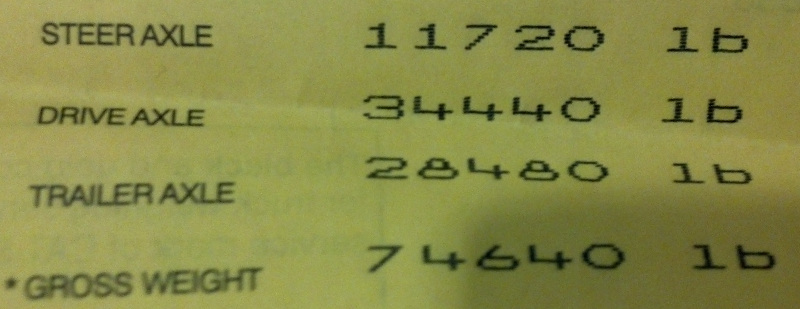 STEER AXLE 11720 lb
DRIVE AXLE 34440 lb
TRAILER AXLE 28480 lb
* GROSS WEIGHT 74640 lb